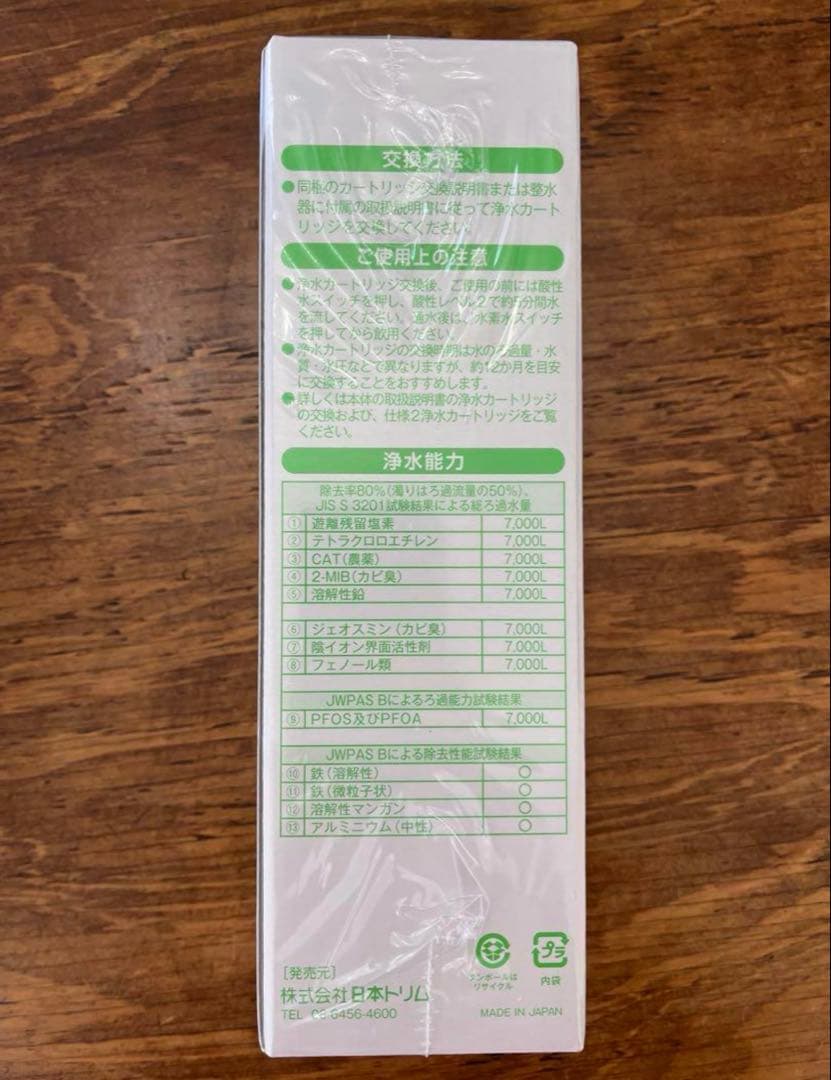 交換方法
●同梱のカートリッジ交換説明書または整水
器に付属の取扱説明書に従って浄水カート
リッジを交換してください。
ご使用上の注意
●浄水カートリッジ交換後、ご使用の前には酸性
水スイッチを押し、酸性レベル2で約5分間水
を流してください。通水後は、水素水スイッチ
を押してから飲用ください。
●浄水カートリッジの交換時期は水のろ過量・水
質・水圧などで異なりますが、約12か月を目安
に交換することをおすすめします。
●詳しくは本体の取扱説明書の浄水カートリッジ
の交換および、仕様2浄水カートリッジをご覧
ください。
浄水能力
除去率80%(濁りはろ過流量の50%)、
JIS S 3201試験結果による総ろ過水量
① 遊離残留塩素 7,000L
② テトラクロロエチレン 7,000L
③ CAT(農薬) 7,000L
④ 2-MIB(カビ臭) 7,000L
⑤ 溶解性鉛 7,000L
⑥ ジェオスミン(カビ臭) 7,000L
⑦ 陰イオン界面活性剤 7,000L
⑧ フェノール類 7,000L
JWPAS Bによるろ過能力試験結果
⑨ PFOS及びPFOA 7,000L
JWPAS Bによる除去性能試験結果
⑩ 鉄(溶解性) ○
⑪ 鉄(微粒子状) ○
⑫ 溶解性マンガン ○
⑬ アルミニウム(中性) ○
プラ
ダンボールは
リサイクル
内袋
[発売元]
株式会社日本トリム
TEL 06-6456-4600
MADE IN JAPAN